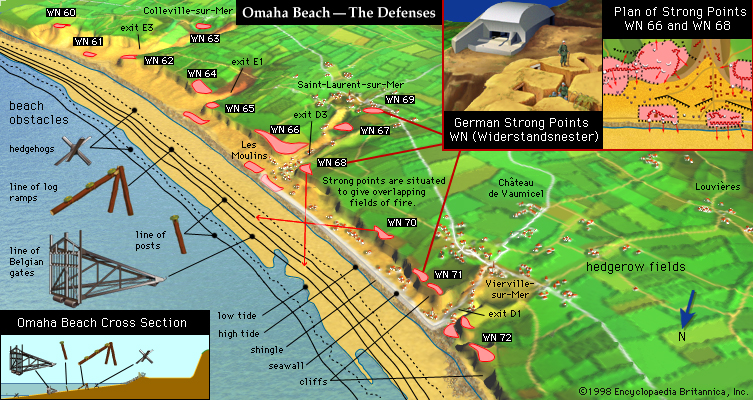 Omaha Beach—The Defenses
Plan of Strong Points
WN 66 and WN 68
German Strong Points
WN (Widerstandsnester)
WN 60
Colleville-sur-Mer
exit E3
WN 63
WN 61
WN 62
WN 64
exit E1
WN 65
Saint-Laurent-sur-Mer
WN 69
exit D3
WN 67
WN 66
Les
Moulins
WN 68
Strong points are situated
to give overlapping
fields of fire.
beach
obstacles
hedgehogs
line of log
ramps
line of
posts
line of
Belgian
gates
Château
de Vaumicel
Louvières
WN 70
WN 71
hedgerow fields
Vierville-
sur-Mer
exit D1
WN 72
low tide
high tide
shingle
seawall
cliffs
N
Omaha Beach Cross Section
©1998 Encyclopaedia Britannica, Inc.